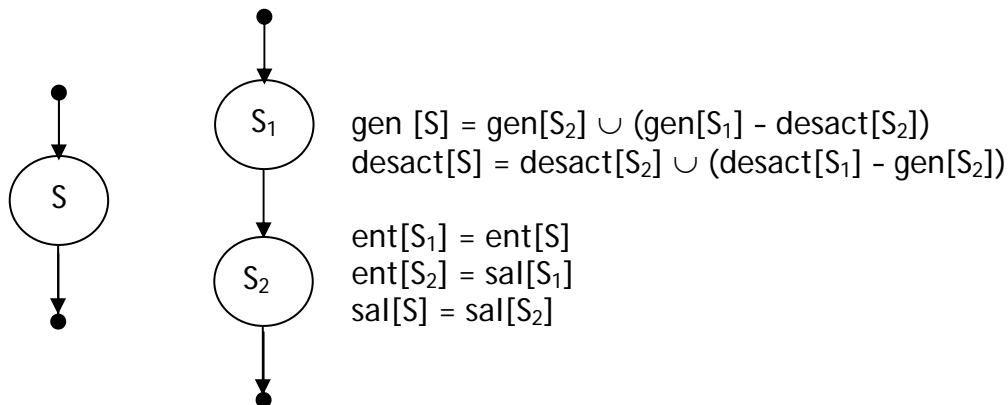 S
S₁
S₂
gen [S] = gen[S₂] ∪ (gen[S₁] – desact[S₂])
desact[S] = desact[S₂] ∪ (desact[S₁] – gen[S₂])
ent[S₁] = ent[S]
ent[S₂] = sal[S₁]
sal[S] = sal[S₂]